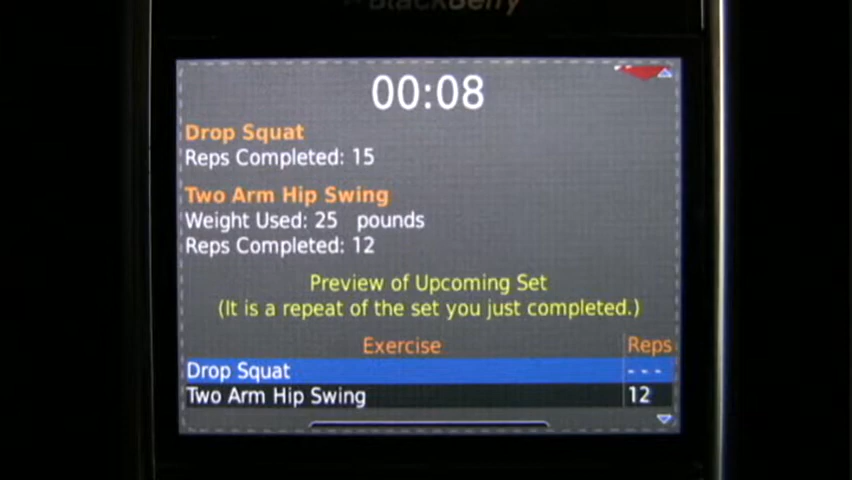 BlackBerry
00:08
Drop Squat
Reps Completed: 15
Two Arm Hip Swing
Weight Used: 25 pounds
Reps Completed: 12
Preview of Upcoming Set
(It is a repeat of the set you just completed.)
Exercise Reps
Drop Squat - - -
Two Arm Hip Swing 12